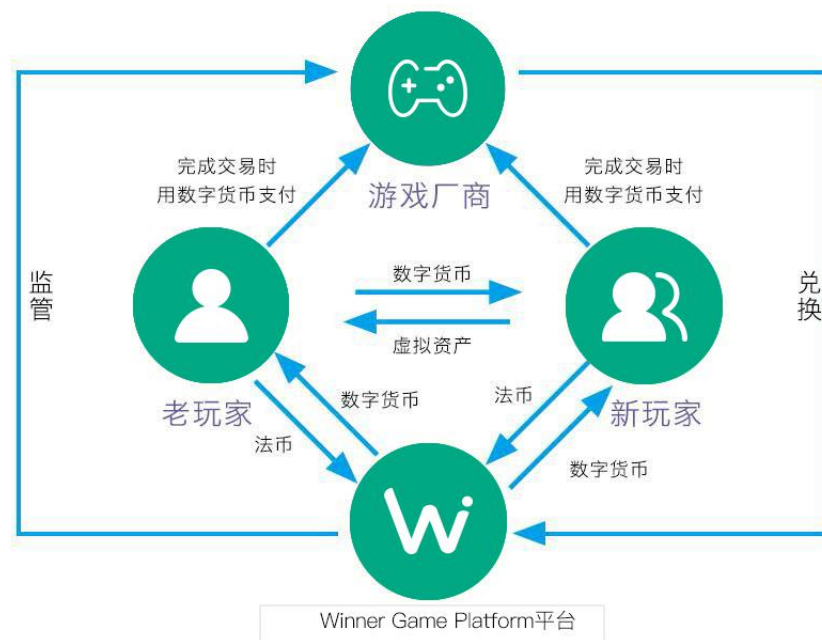 完成交易时
用数字货币支付
完成交易时
用数字货币支付
游戏厂商
监管
兑换
数字货币
虚拟资产
老玩家
新玩家
数字货币
法币
法币
数字货币
Winner Game Platform平台